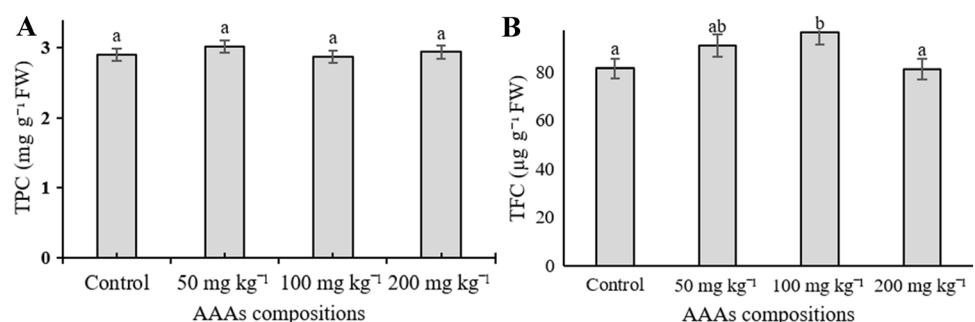 A
TPC (mg g⁻¹ FW)
3
2
1
0
a
a
a
a
Control
50 mg kg⁻¹
100 mg kg⁻¹
200 mg kg⁻¹
AAAs compositions
B
TFC (µg g⁻¹ FW)
80
60
40
20
0
a
ab
b
a
Control
50 mg kg⁻¹
100 mg kg⁻¹
200 mg kg⁻¹
AAAs compositions